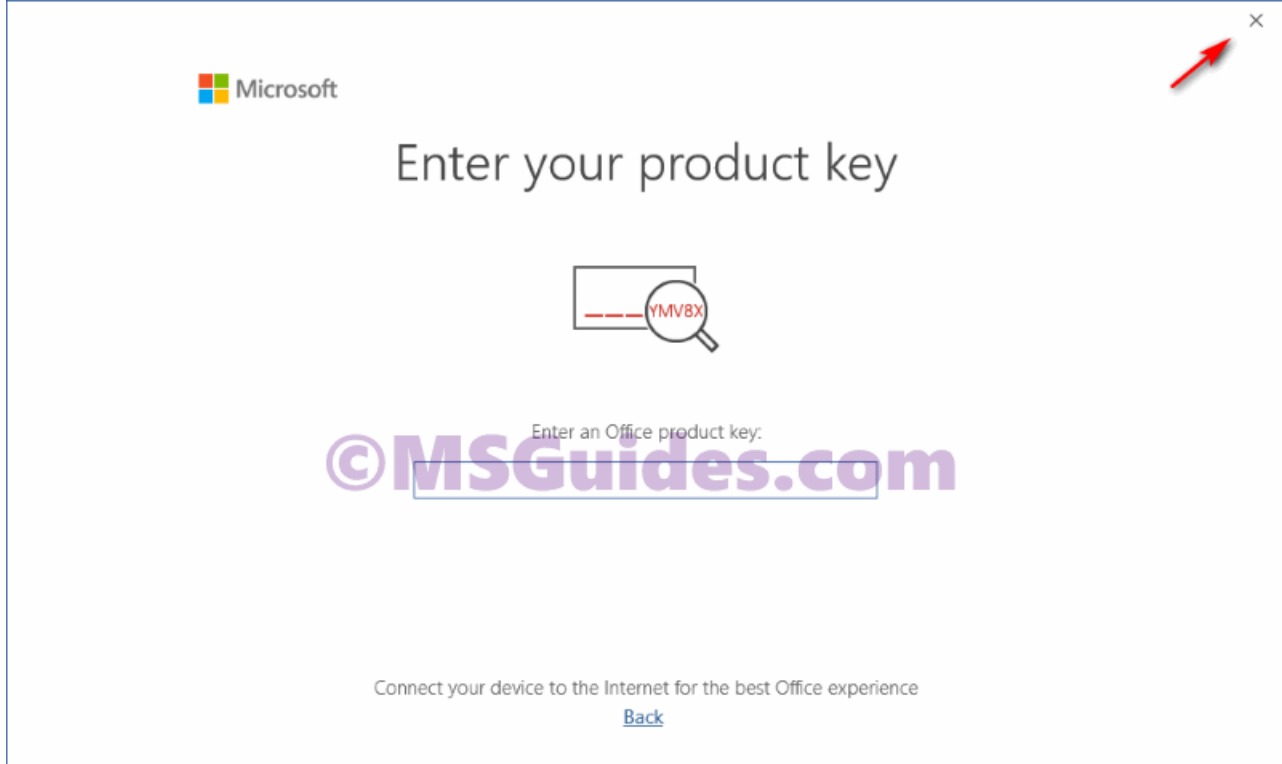 Microsoft
Enter your product key
YMV8X
Enter an Office product key:
©MSGuides.com
Connect your device to the Internet for the best Office experience
Back